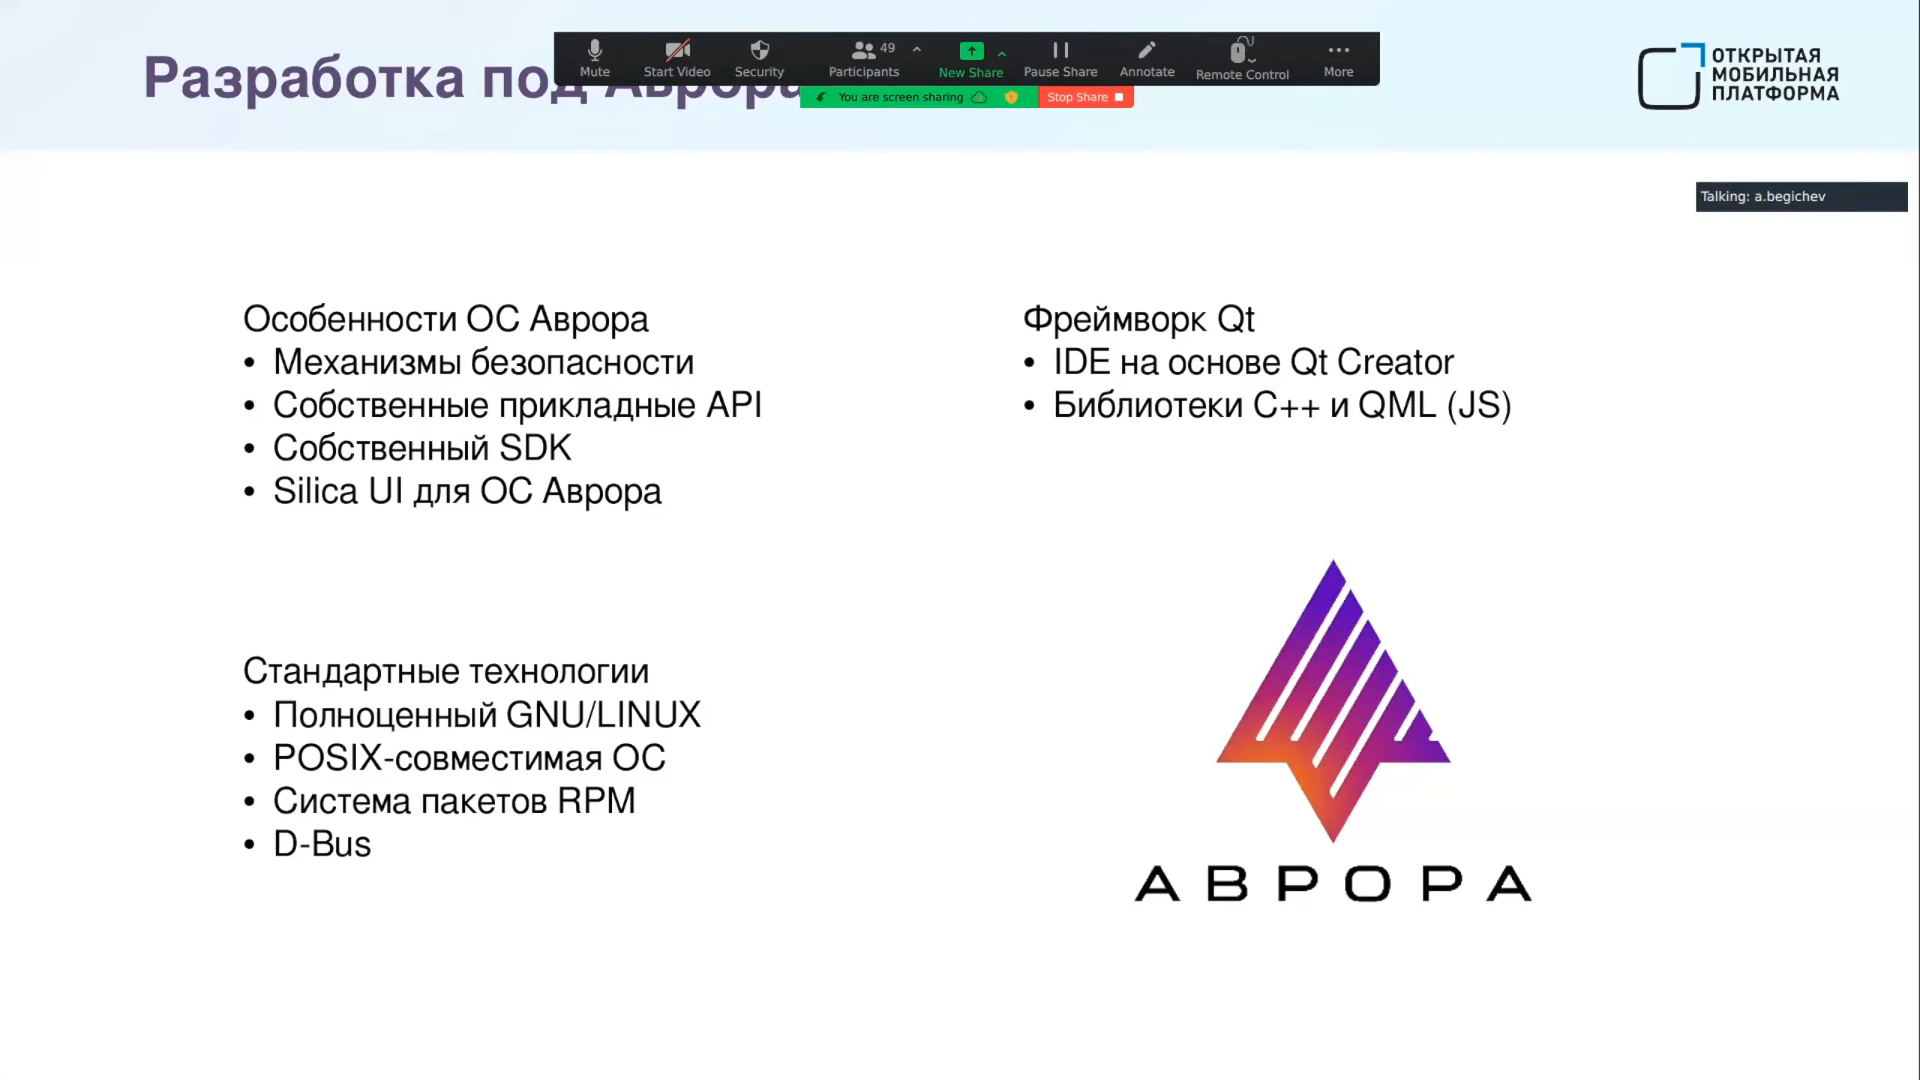 Разработка под Аврора
Mute
Start Video
Security
Participants
49
New Share
Pause Share
Annotate
Remote Control
More
You are screen sharing
Stop Share
ОТКРЫТАЯ
МОБИЛЬНАЯ
ПЛАТФОРМА
Talking: a.begichev
Особенности ОС Аврора
• Механизмы безопасности
• Собственные прикладные API
• Собственный SDK
• Silica UI для ОС Аврора
Фреймворк Qt
• IDE на основе Qt Creator
• Библиотеки C++ и QML (JS)
Стандартные технологии
• Полноценный GNU/LINUX
• POSIX-совместимая ОС
• Система пакетов RPM
• D-Bus
АВРОРА